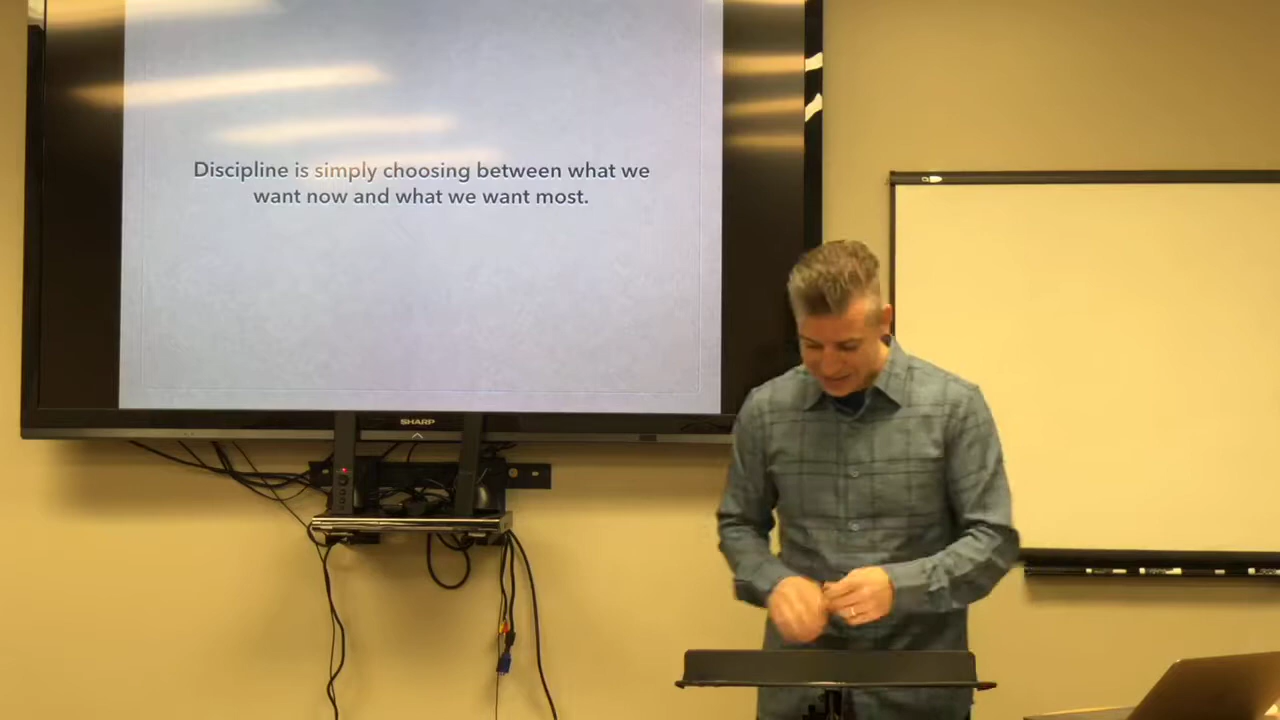 Discipline is simply choosing between what we
want now and what we want most.
SHARP